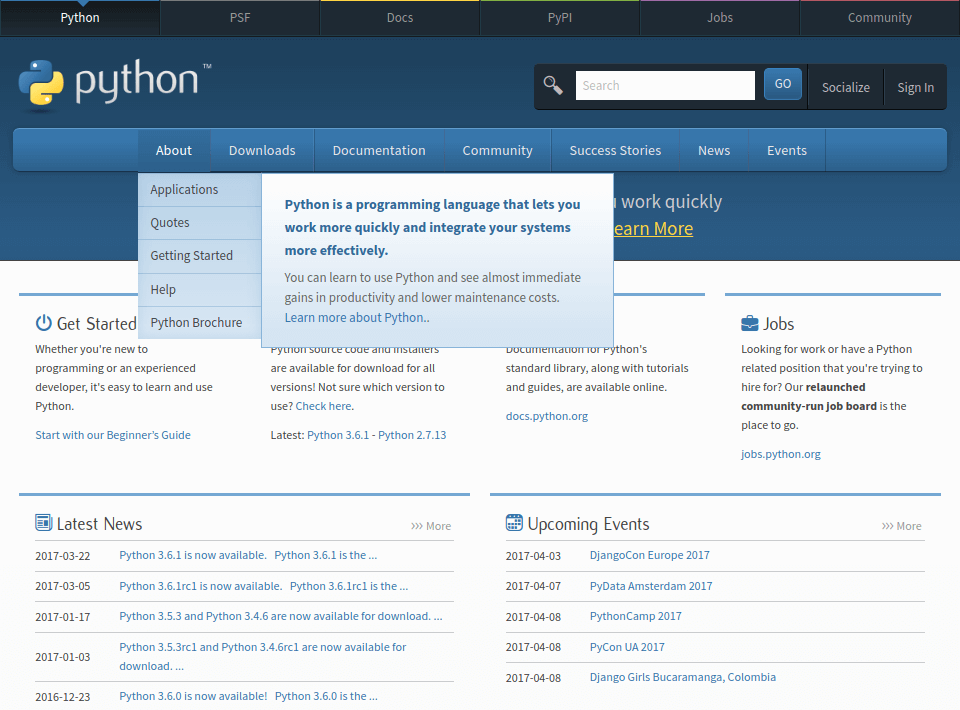 Python PSF Docs PyPI Jobs Community
python™
Search GO Socialize Sign In
About Downloads Documentation Community Success Stories News Events
Applications
Quotes
Getting Started
Help
Python Brochure
Python is a programming language that lets you
work more quickly and integrate your systems
more effectively.
You can learn to use Python and see almost immediate
gains in productivity and lower maintenance costs.
Learn more about Python..
work quickly
earn More
Get Started
Whether you're new to
programming or an experienced
developer, it's easy to learn and use
Python.
Start with our Beginner's Guide
Python source code and installers
are available for download for all
versions! Not sure which version to
use? Check here.
Latest: Python 3.6.1 - Python 2.7.13
Documentation for Python's
standard library, along with tutorials
and guides, are available online.
docs.python.org
Jobs
Looking for work or have a Python
related position that you're trying to
hire for? Our relaunched
community-run job board is the
place to go.
jobs.python.org
Latest News
>>> More
2017-03-22 Python 3.6.1 is now available. Python 3.6.1 is the ...
2017-03-05 Python 3.6.1rc1 is now available. Python 3.6.1rc1 is the ...
2017-01-17 Python 3.5.3 and Python 3.4.6 are now available for download. ...
2017-01-03 Python 3.5.3rc1 and Python 3.4.6rc1 are now available for
download. ...
2016-12-23 Python 3.6.0 is now available! Python 3.6.0 is the ...
Upcoming Events
>>> More
2017-04-03 DjangoCon Europe 2017
2017-04-07 PyData Amsterdam 2017
2017-04-08 PythonCamp 2017
2017-04-08 PyCon UA 2017
2017-04-08 Django Girls Bucaramanga, Colombia